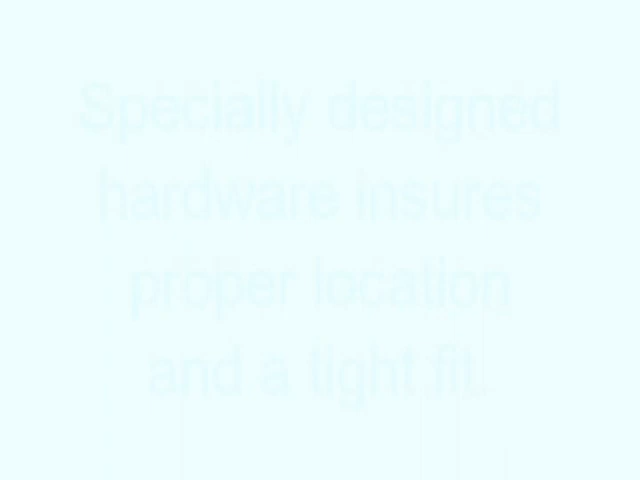 Specially designed
hardware insures
proper location
and a tight fit.